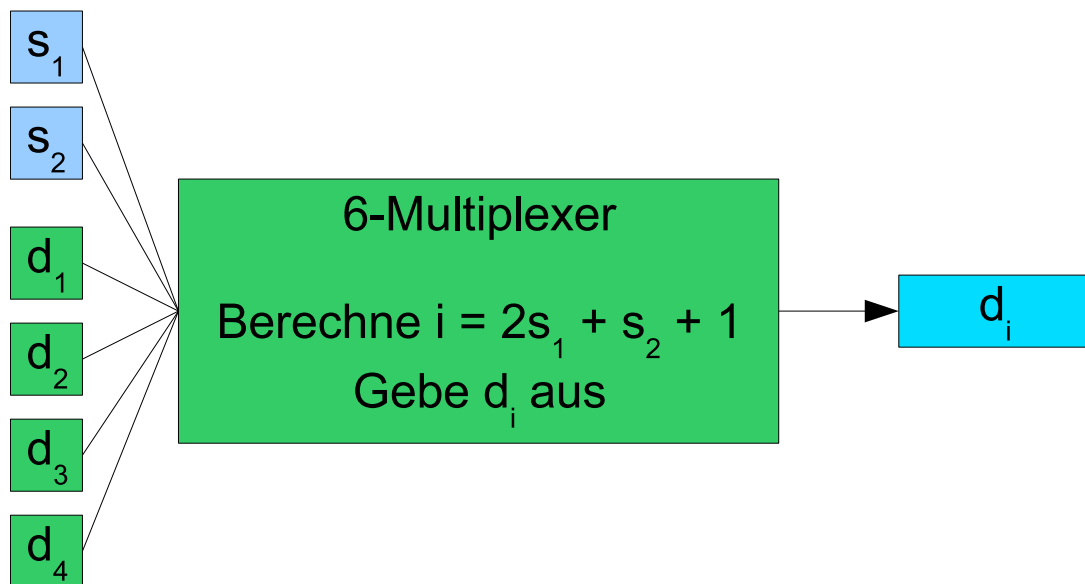 s₁
s₂
d₁
d₂
d₃
d₄
6-Multiplexer
Berechne i = 2s₁ + s₂ + 1
Gebe dᵢ aus
dᵢ